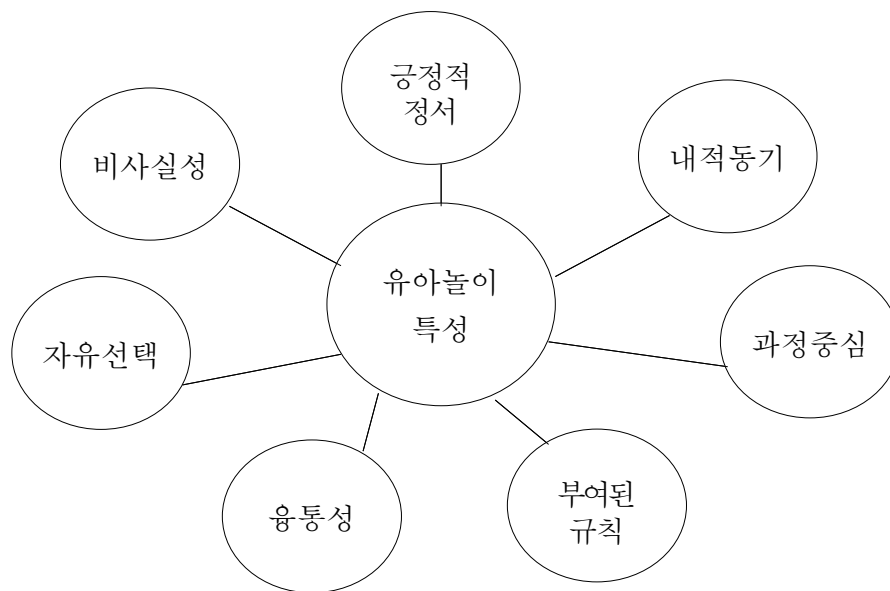 긍정적
정서
비사실성
내적동기
유아놀이
특성
자유선택
과정중심
융통성
부여된
규칙